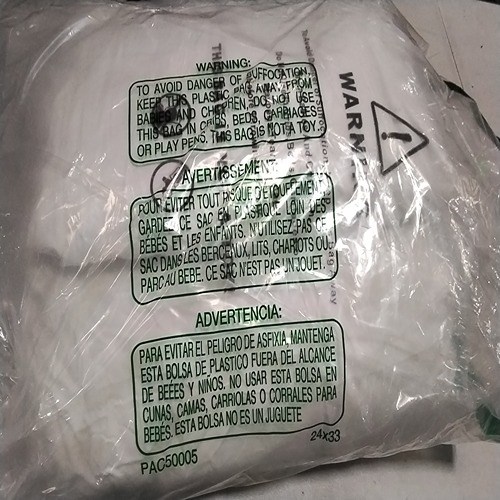 WARNING:
TO AVOID DANGER OF SUFFOCATION,
KEEP THIS PLASTIC BAG AWAY FROM
BABIES AND CHILDREN. DO NOT USE
THIS BAG IN CRIBS, BEDS, CARRIAGES
OR PLAY PENS. THIS BAG IS NOT A TOY.
AVERTISSEMENT:
POUR EVITER TOUT RISQUE D'ETOUFFEMENT,
GARDEZ CE SAC EN PLASTIQUE LOIN DES
BÉBÉS ET LES ENFANTS. N'UTILISEZ PAS CE
SAC DANS LES BERCEAUX, LITS, CHARIOTS OU
PARC AU BEBE. CE SAC N'EST PAS UN JOUET.
ADVERTENCIA:
PARA EVITAR EL PELIGRO DE ASFIXIA, MANTENGA
ESTA BOLSA DE PLASTICO FUERA DEL ALCANCE
DE BEÉES Y NINOS. NO USAR ESTA BOLSA EN
CUNAS, CAMAS, CARRIOLAS O CORRALES PARA
BEBÉS. ESTA BOLSA NO ES UN JUGUETE
24x33
PAC50005
WARN